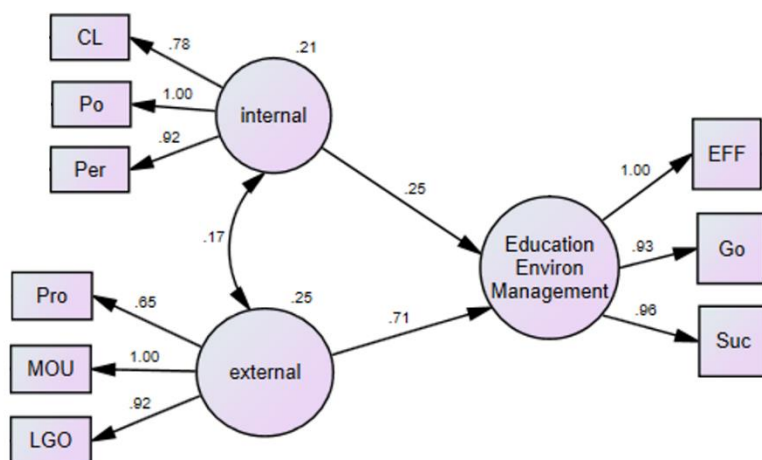 CL
.78
.21
Po
1.00
internal
Per
.92
EFF
1.00
.25
.17
Education
Environ
Management
.93
Go
Pro
.65
.25
.71
.96
Suc
MOU
1.00
external
.92
LGO